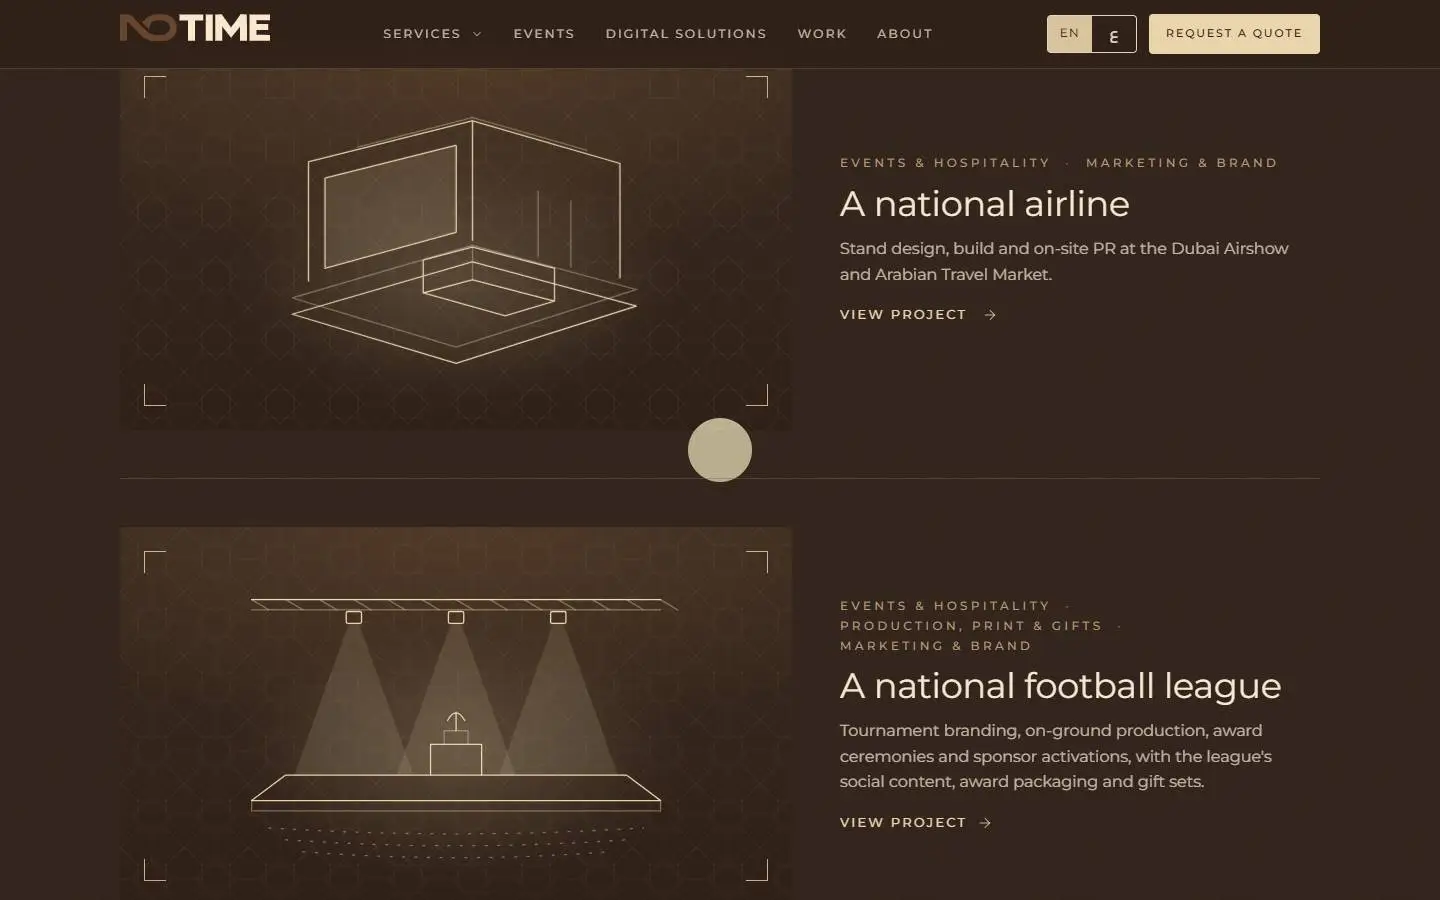 NO TIME
SERVICES
EVENTS
DIGITAL SOLUTIONS
WORK
ABOUT
EN
ع
REQUEST A QUOTE
EVENTS & HOSPITALITY · MARKETING & BRAND
A national airline
Stand design, build and on-site PR at the Dubai Airshow
and Arabian Travel Market.
VIEW PROJECT →
EVENTS & HOSPITALITY ·
PRODUCTION, PRINT & GIFTS ·
MARKETING & BRAND
A national football league
Tournament branding, on-ground production, award
ceremonies and sponsor activations, with the league's
social content, award packaging and gift sets.
VIEW PROJECT →